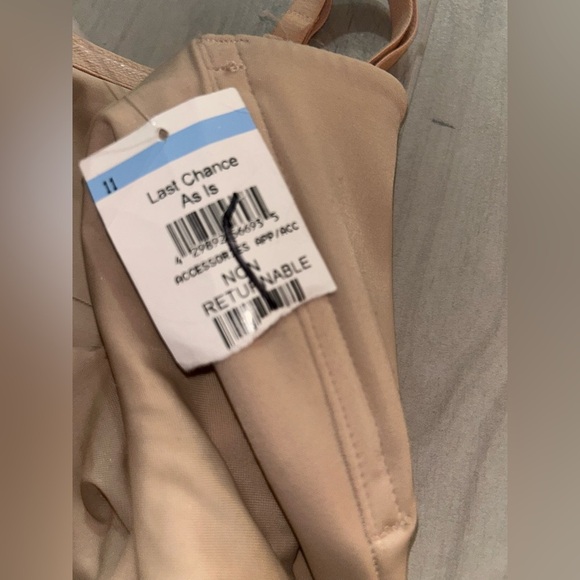 11
Last Chance
As Is
ACCESSORIES APP/ACC
NON
RETURNABLE